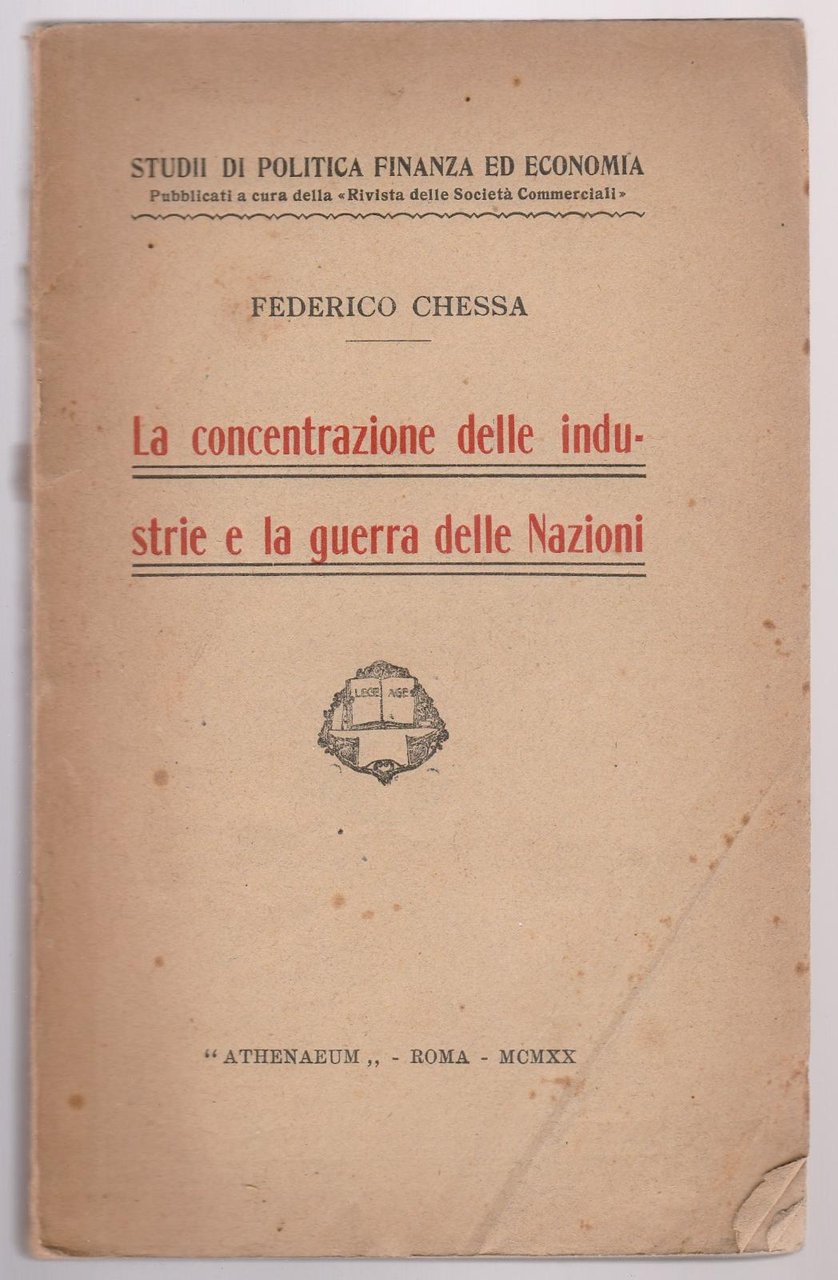 STUDII DI POLITICA FINANZA ED ECONOMIA
Pubblicati a cura della «Rivista delle Società Commerciali»
FEDERICO CHESSA
La concentrazione delle indu-
strie e la guerra delle Nazioni
LEGE AGE
“ ATHENAEUM „ - ROMA - MCMXX